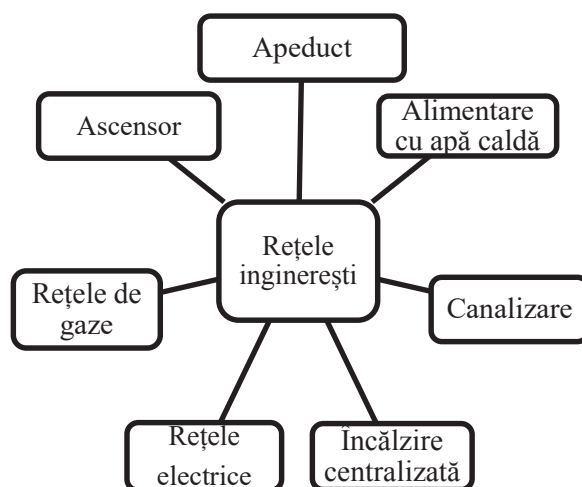 Apeduct
Ascensor
Alimentare
cu apă caldă
Rețele
inginerești
Rețele de
gaze
Canalizare
Rețele
electrice
Încălzire
centralizată